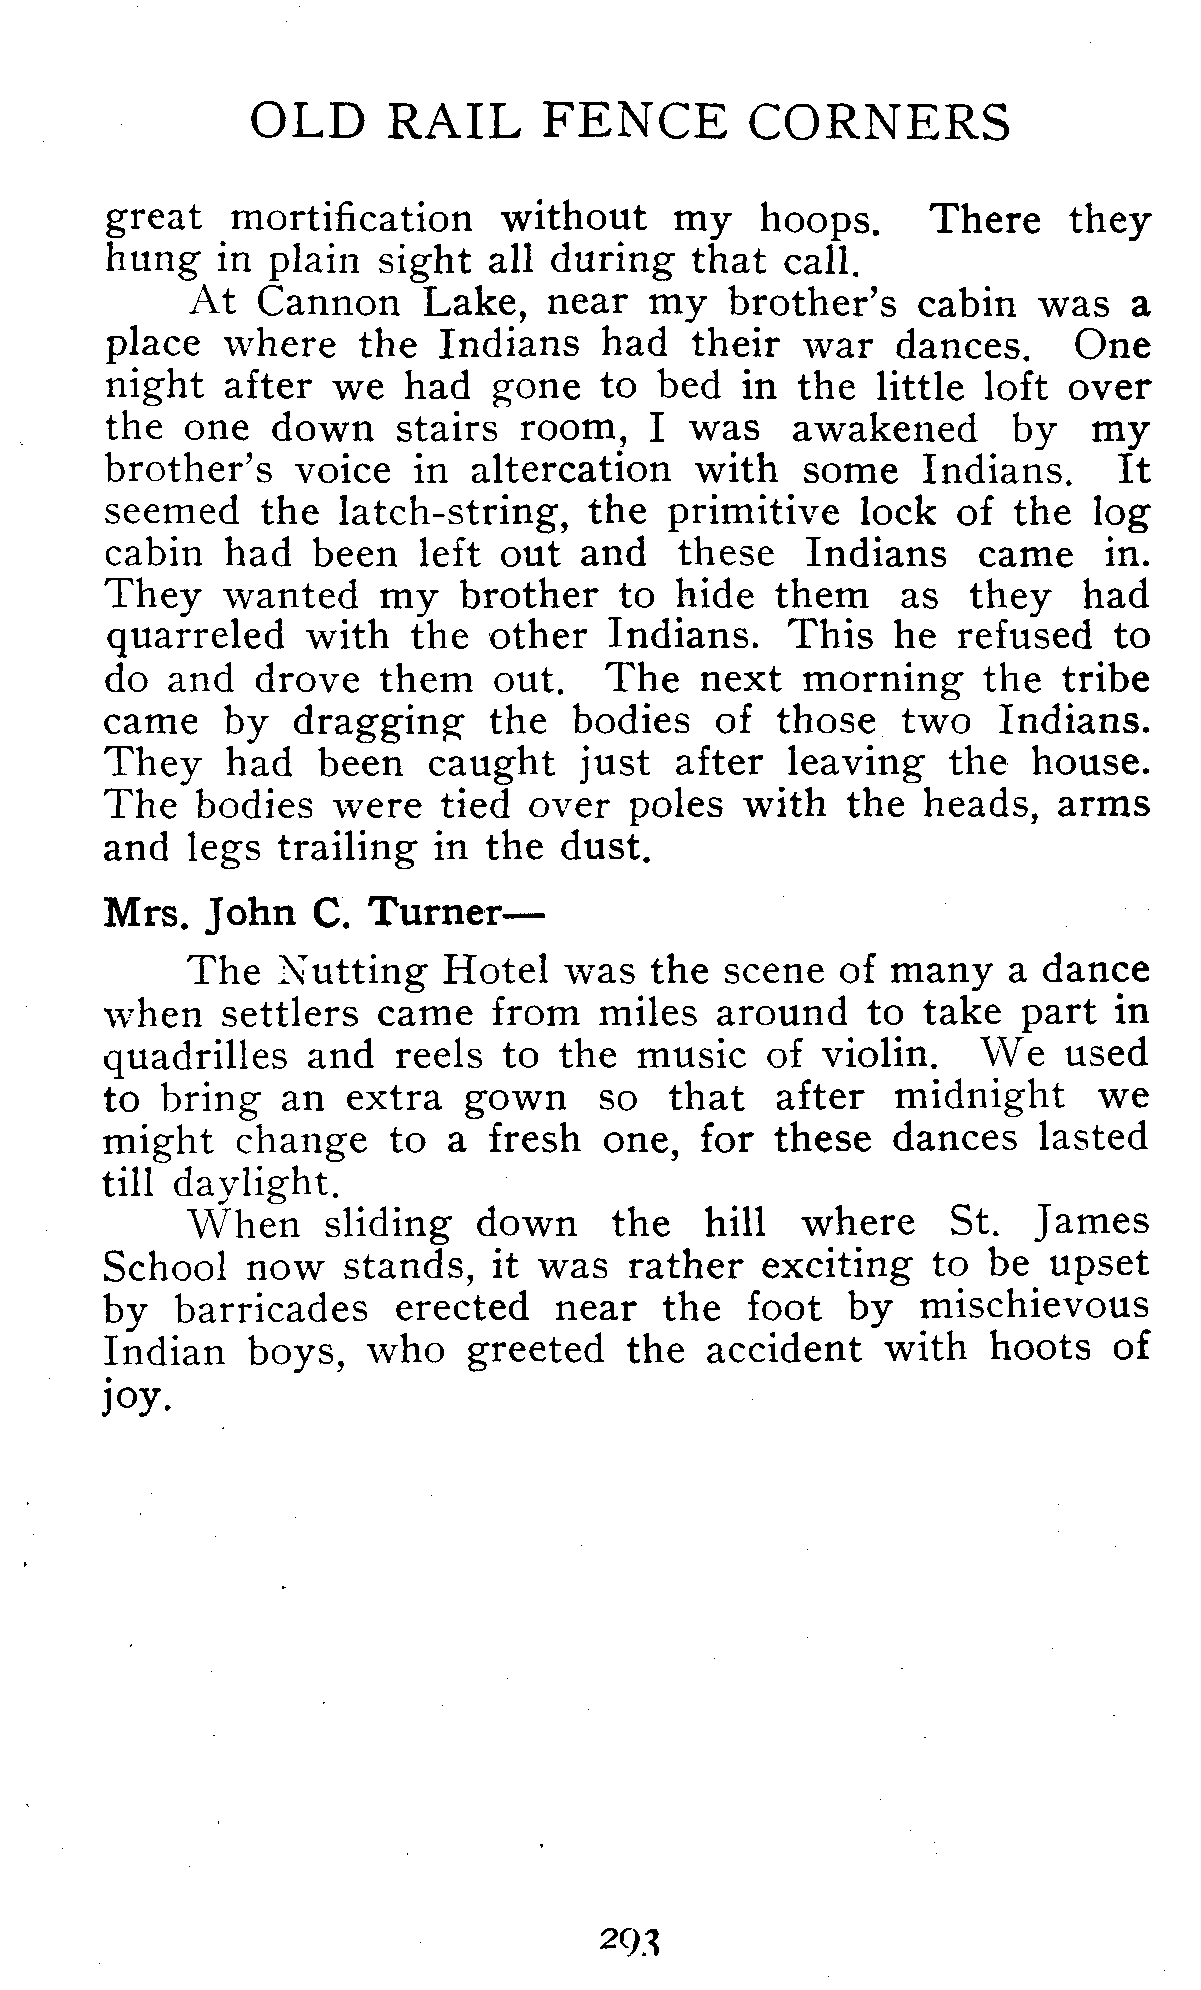 OLD RAIL FENCE CORNERS
great mortification without my hoops. There they
hung in plain sight all during that call.
At Cannon Lake, near my brother's cabin was a
place where the Indians had their war dances. One
night after we had gone to bed in the little loft over
the one down stairs room, I was awakened by my
brother's voice in altercation with some Indians. It
seemed the latch-string, the primitive lock of the log
cabin had been left out and these Indians came in.
They wanted my brother to hide them as they had
quarreled with the other Indians. This he refused to
do and drove them out. The next morning the tribe
came by dragging the bodies of those two Indians.
They had been caught just after leaving the house.
The bodies were tied over poles with the heads, arms
and legs trailing in the dust.
Mrs. John C. Turner—
The Nutting Hotel was the scene of many a dance
when settlers came from miles around to take part in
quadrilles and reels to the music of violin. We used
to bring an extra gown so that after midnight we
might change to a fresh one, for these dances lasted
till daylight.
When sliding down the hill where St. James
School now stands, it was rather exciting to be upset
by barricades erected near the foot by mischievous
Indian boys, who greeted the accident with hoots of
joy.
293